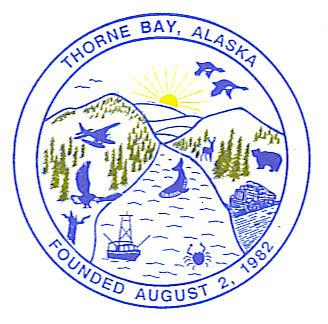 THORNE BAY, ALASKA
FOUNDED AUGUST 2, 1982